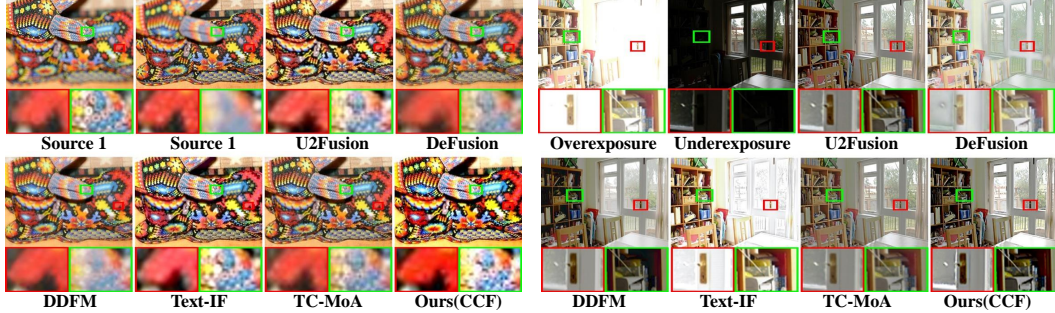 Source 1 Source 1 U2Fusion DeFusion
Overexposure Underexposure U2Fusion DeFusion
DDFM Text-IF TC-MoA Ours(CCF)
DDFM Text-IF TC-MoA Ours(CCF)